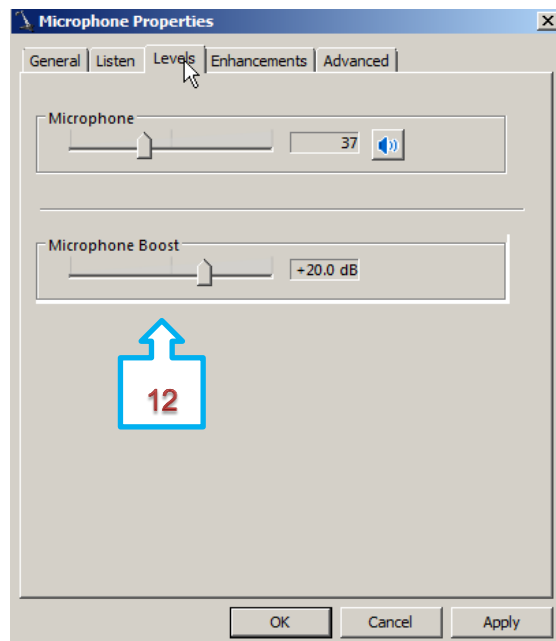 Microphone Properties
General Listen Levels Enhancements Advanced
Microphone
37
Microphone Boost
+20.0 dB
12
OK Cancel Apply